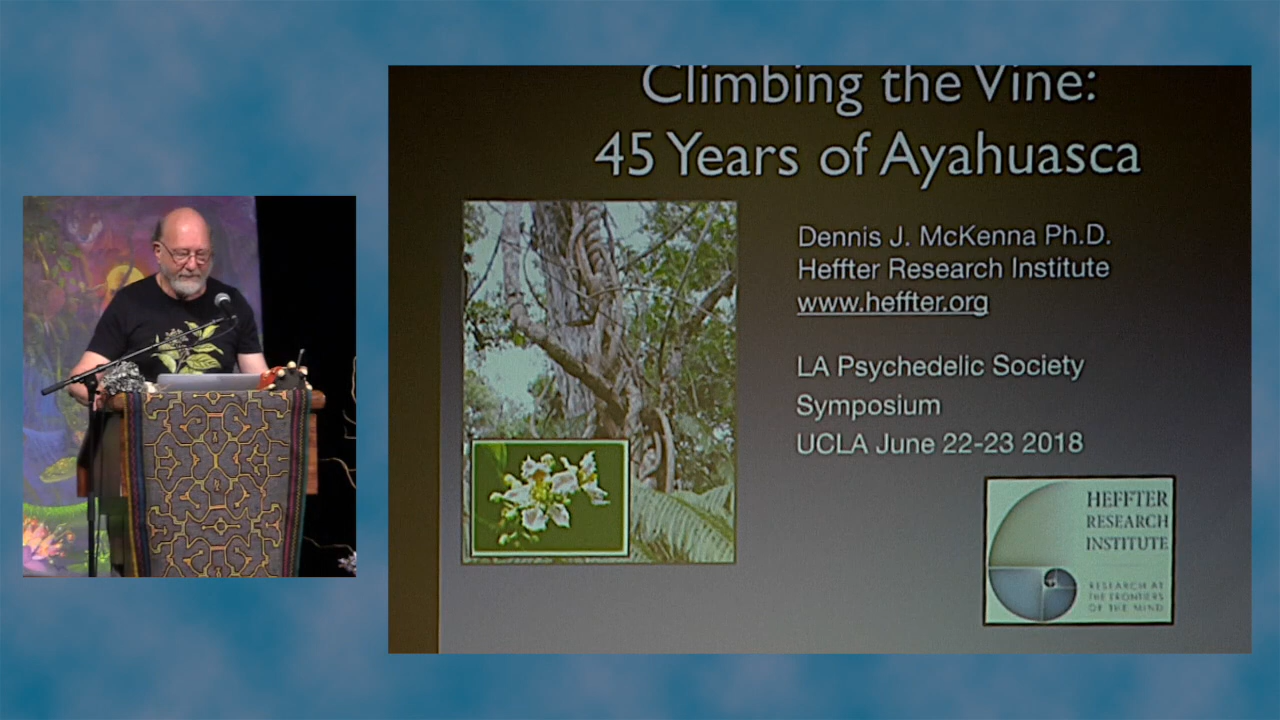 Climbing the Vine:
45 Years of Ayahuasca
Dennis J. McKenna Ph.D.
Heffter Research Institute
www.heffter.org
LA Psychedelic Society
Symposium
UCLA June 22-23 2018
HEFFTER
RESEARCH
INSTITUTE
RESEARCH AT
THE FRONTIERS
OF THE MIND